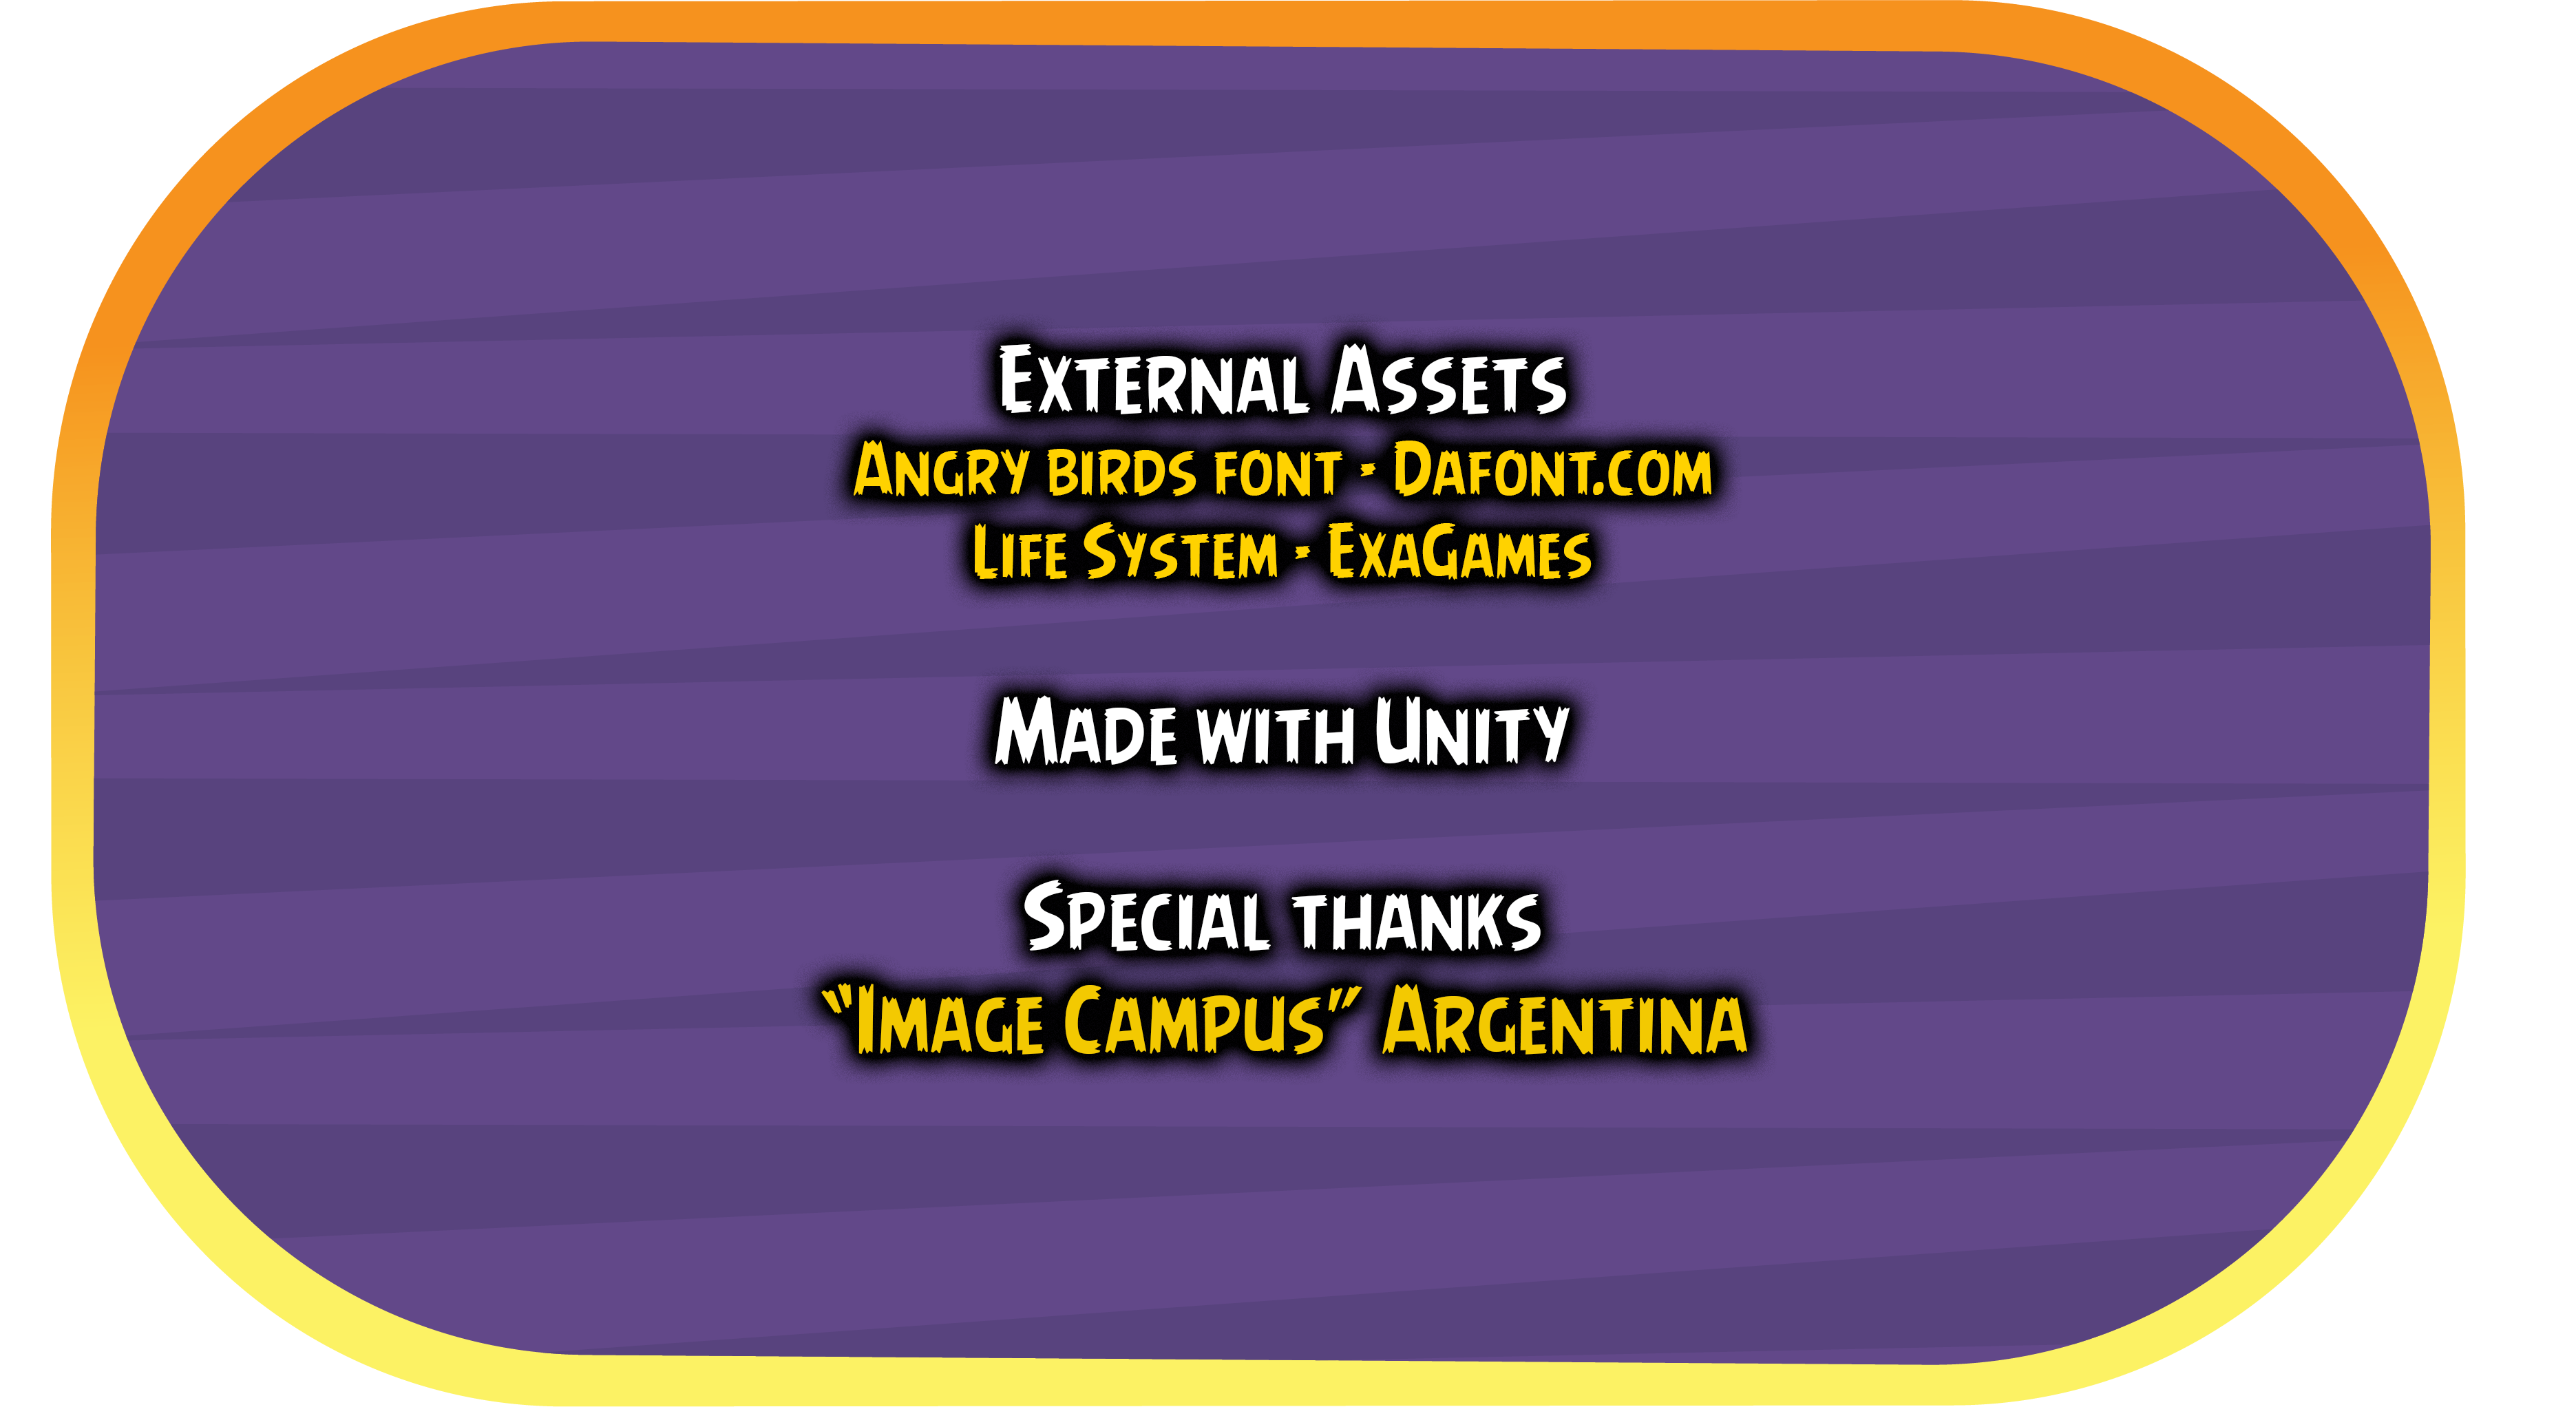 External Assets
Angry birds font - Dafont.com
Life System - ExaGames
Made with Unity
Special thanks
"Image Campus" Argentina